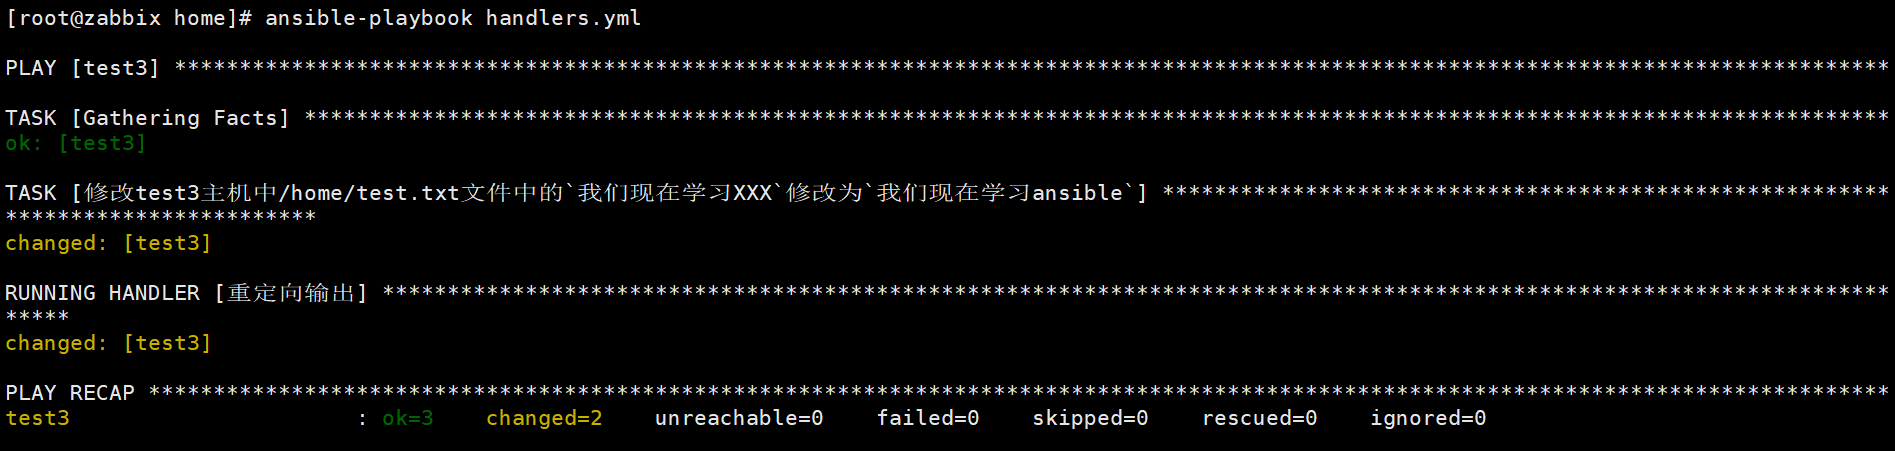 [root@zabbix home]# ansible-playbook handlers.yml
PLAY [test3] ************************************************************************************************************************************
TASK [Gathering Facts] **************************************************************************************************************************
ok: [test3]
TASK [修改test3主机中/home/test.txt文件中的`我们现在学习XXX`修改为`我们现在学习ansible`] ********************************************************
************************
changed: [test3]
RUNNING HANDLER [重定向输出] ********************************************************************************************************************
*****
changed: [test3]
PLAY RECAP **************************************************************************************************************************************
test3                      : ok=3    changed=2    unreachable=0    failed=0    skipped=0    rescued=0    ignored=0